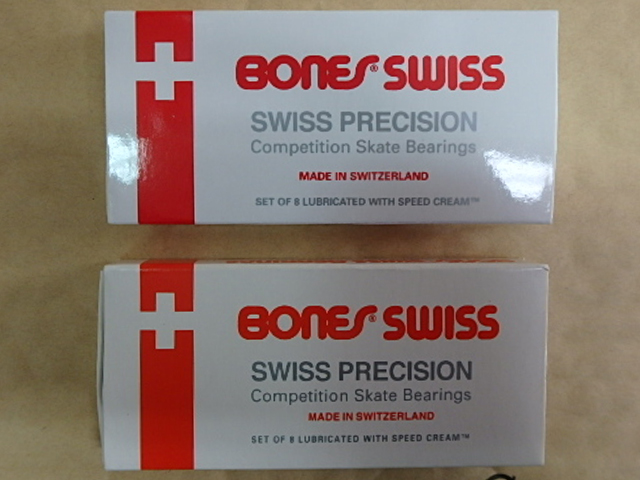 BONES® SWISS
SWISS PRECISION
Competition Skate Bearings
MADE IN SWITZERLAND
SET OF 8 LUBRICATED WITH SPEED CREAM™
BONES® SWISS
SWISS PRECISION
Competition Skate Bearings
MADE IN SWITZERLAND
SET OF 8 LUBRICATED WITH SPEED CREAM™